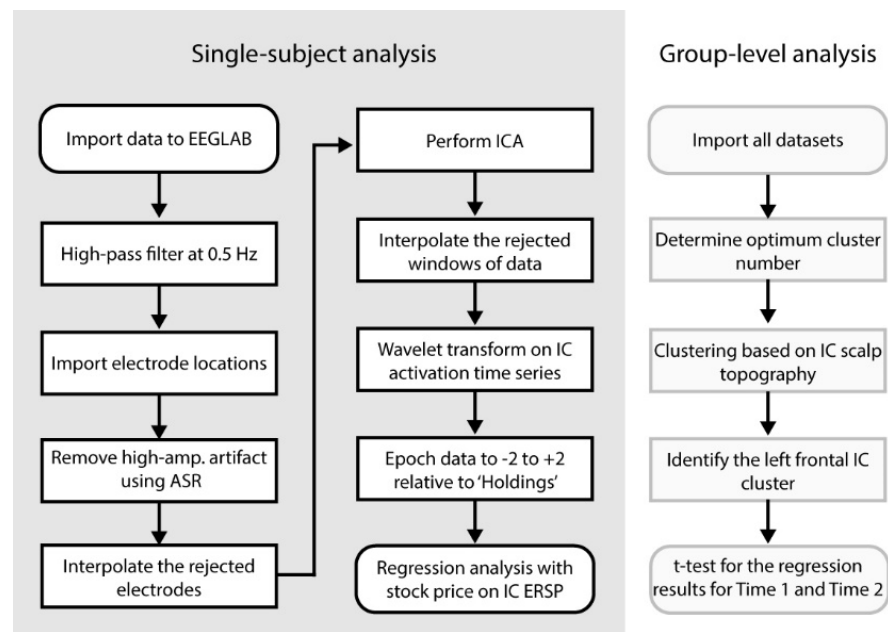 Single-subject analysis
Import data to EEGLAB
High-pass filter at 0.5 Hz
Import electrode locations
Remove high-amp. artifact
using ASR
Interpolate the rejected
electrodes
Perform ICA
Interpolate the rejected
windows of data
Wavelet transform on IC
activation time series
Epoch data to -2 to +2
relative to ‘Holdings’
Regression analysis with
stock price on IC ERSP
Group-level analysis
Import all datasets
Determine optimum cluster
number
Clustering based on IC scalp
topography
Identify the left frontal IC
cluster
t-test for the regression
results for Time 1 and Time 2